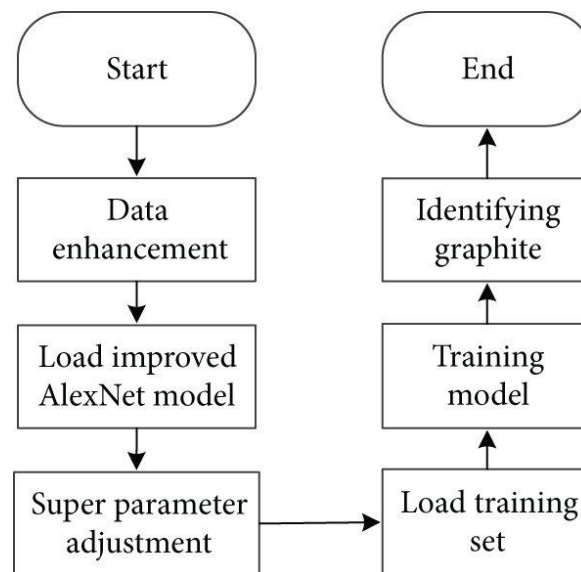 Start
Data
enhancement
Load improved
AlexNet model
Super parameter
adjustment
Load training
set
Training
model
Identifying
graphite
End